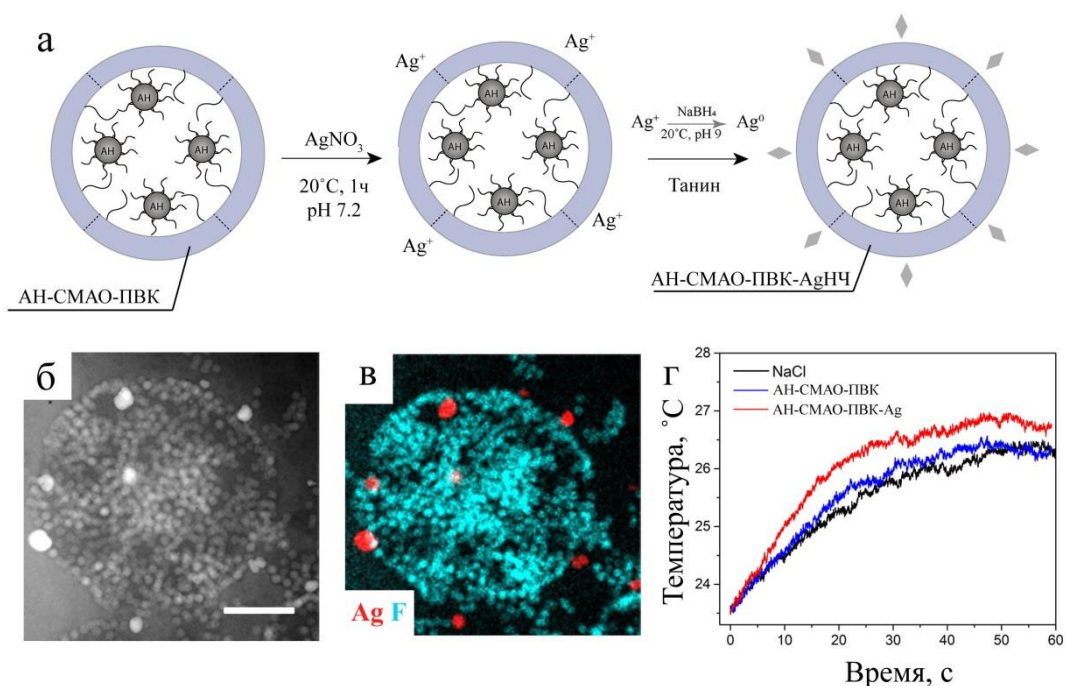 а
Ag⁺
Ag⁺
AgNO₃
20˚C, 1ч
pH 7.2
Ag⁺
Ag⁺
Ag⁺ NaBH₄ Ag⁰
20˚C, pH 9
Танин
АН
АН
АН
АН
АН
АН
АН
АН
АН
АН
АН
АН
АН-СМАО-ПВК
АН-СМАО-ПВК-AgНЧ
б
в
Ag F
г
NaCl
АН-СМАО-ПВК
АН-СМАО-ПВК-Ag
Температура, ˚C
28
27
26
25
24
0 10 20 30 40 50 60
Время, с